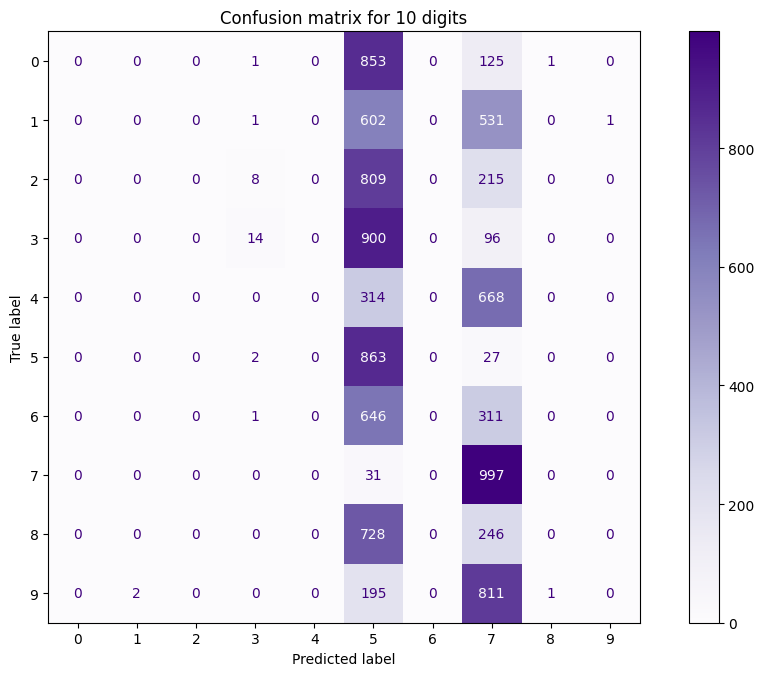 Confusion matrix for 10 digits
0 0 0 0 1 0 853 0 125 1 0
1 0 0 0 1 0 602 0 531 0 1
2 0 0 0 8 0 809 0 215 0 0
3 0 0 0 14 0 900 0 96 0 0
4 0 0 0 0 0 314 0 668 0 0
5 0 0 0 2 0 863 0 27 0 0
6 0 0 0 1 0 646 0 311 0 0
7 0 0 0 0 0 31 0 997 0 0
8 0 0 0 0 0 728 0 246 0 0
9 0 2 0 0 0 195 0 811 1 0
0 1 2 3 4 5 6 7 8 9
Predicted label
True label
800
600
400
200
0